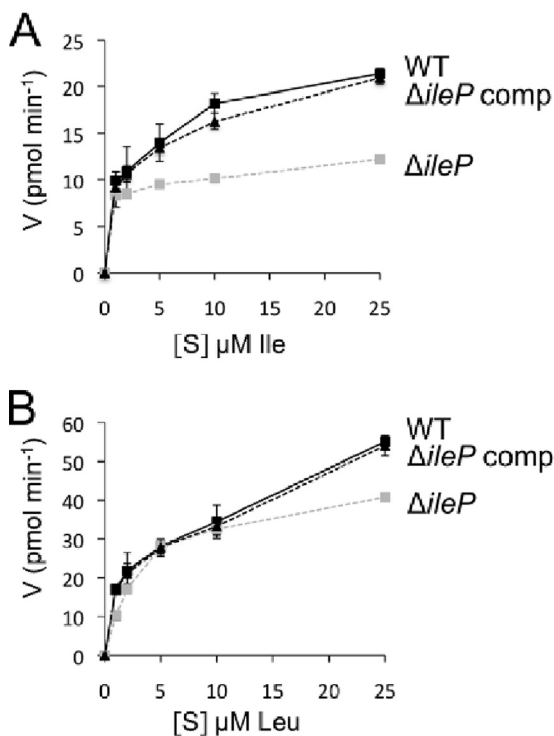 A
25
20
15
10
5
0
V (pmol min-1)
0 5 10 15 20 25
[S] µM Ile
WT
ΔileP comp
ΔileP
B
60
50
40
30
20
10
0
V (pmol min-1)
0 5 10 15 20 25
[S] µM Leu
WT
ΔileP comp
ΔileP